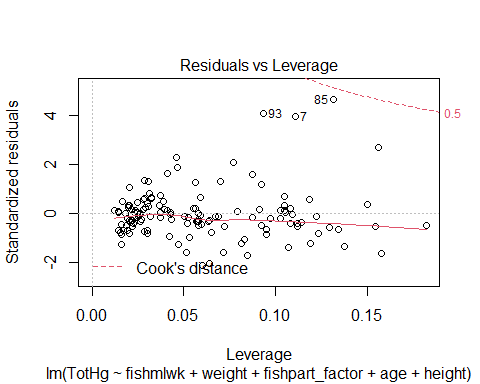 Residuals vs Leverage
Standardized residuals
4
2
0
-2
85
93
7
0.5
Cook's distance
0.00
0.05
0.10
0.15
Leverage
lm(TotHg ~ fishmlwk + weight + fishpart_factor + age + height)